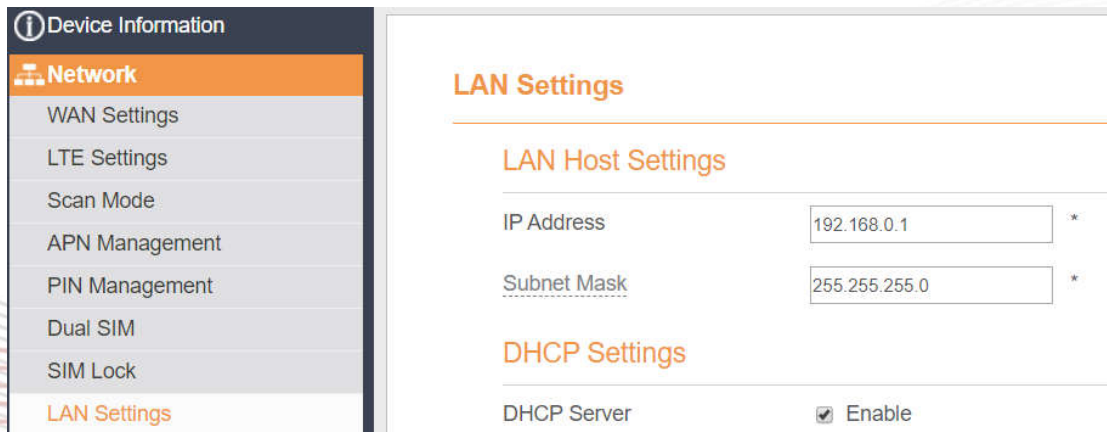 Device Information
Network
WAN Settings
LTE Settings
Scan Mode
APN Management
PIN Management
Dual SIM
SIM Lock
LAN Settings
LAN Settings
LAN Host Settings
IP Address 192.168.0.1 *
Subnet Mask 255.255.255.0 *
DHCP Settings
DHCP Server Enable